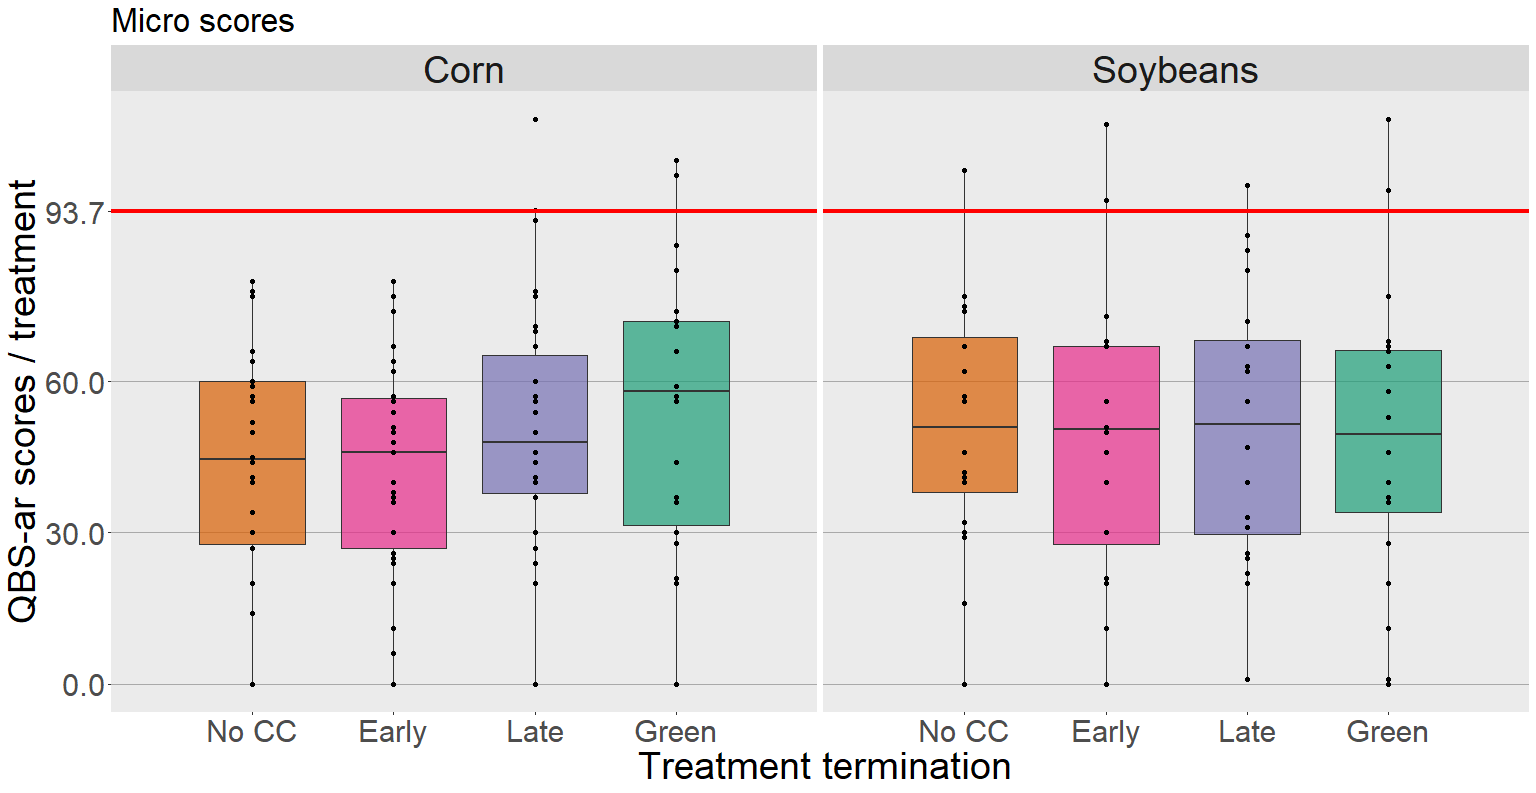 Micro scores
Corn
Soybeans
QBS-ar scores / treatment
93.7
60.0
30.0
0.0
No CC Early Late Green
No CC Early Late Green
Treatment termination